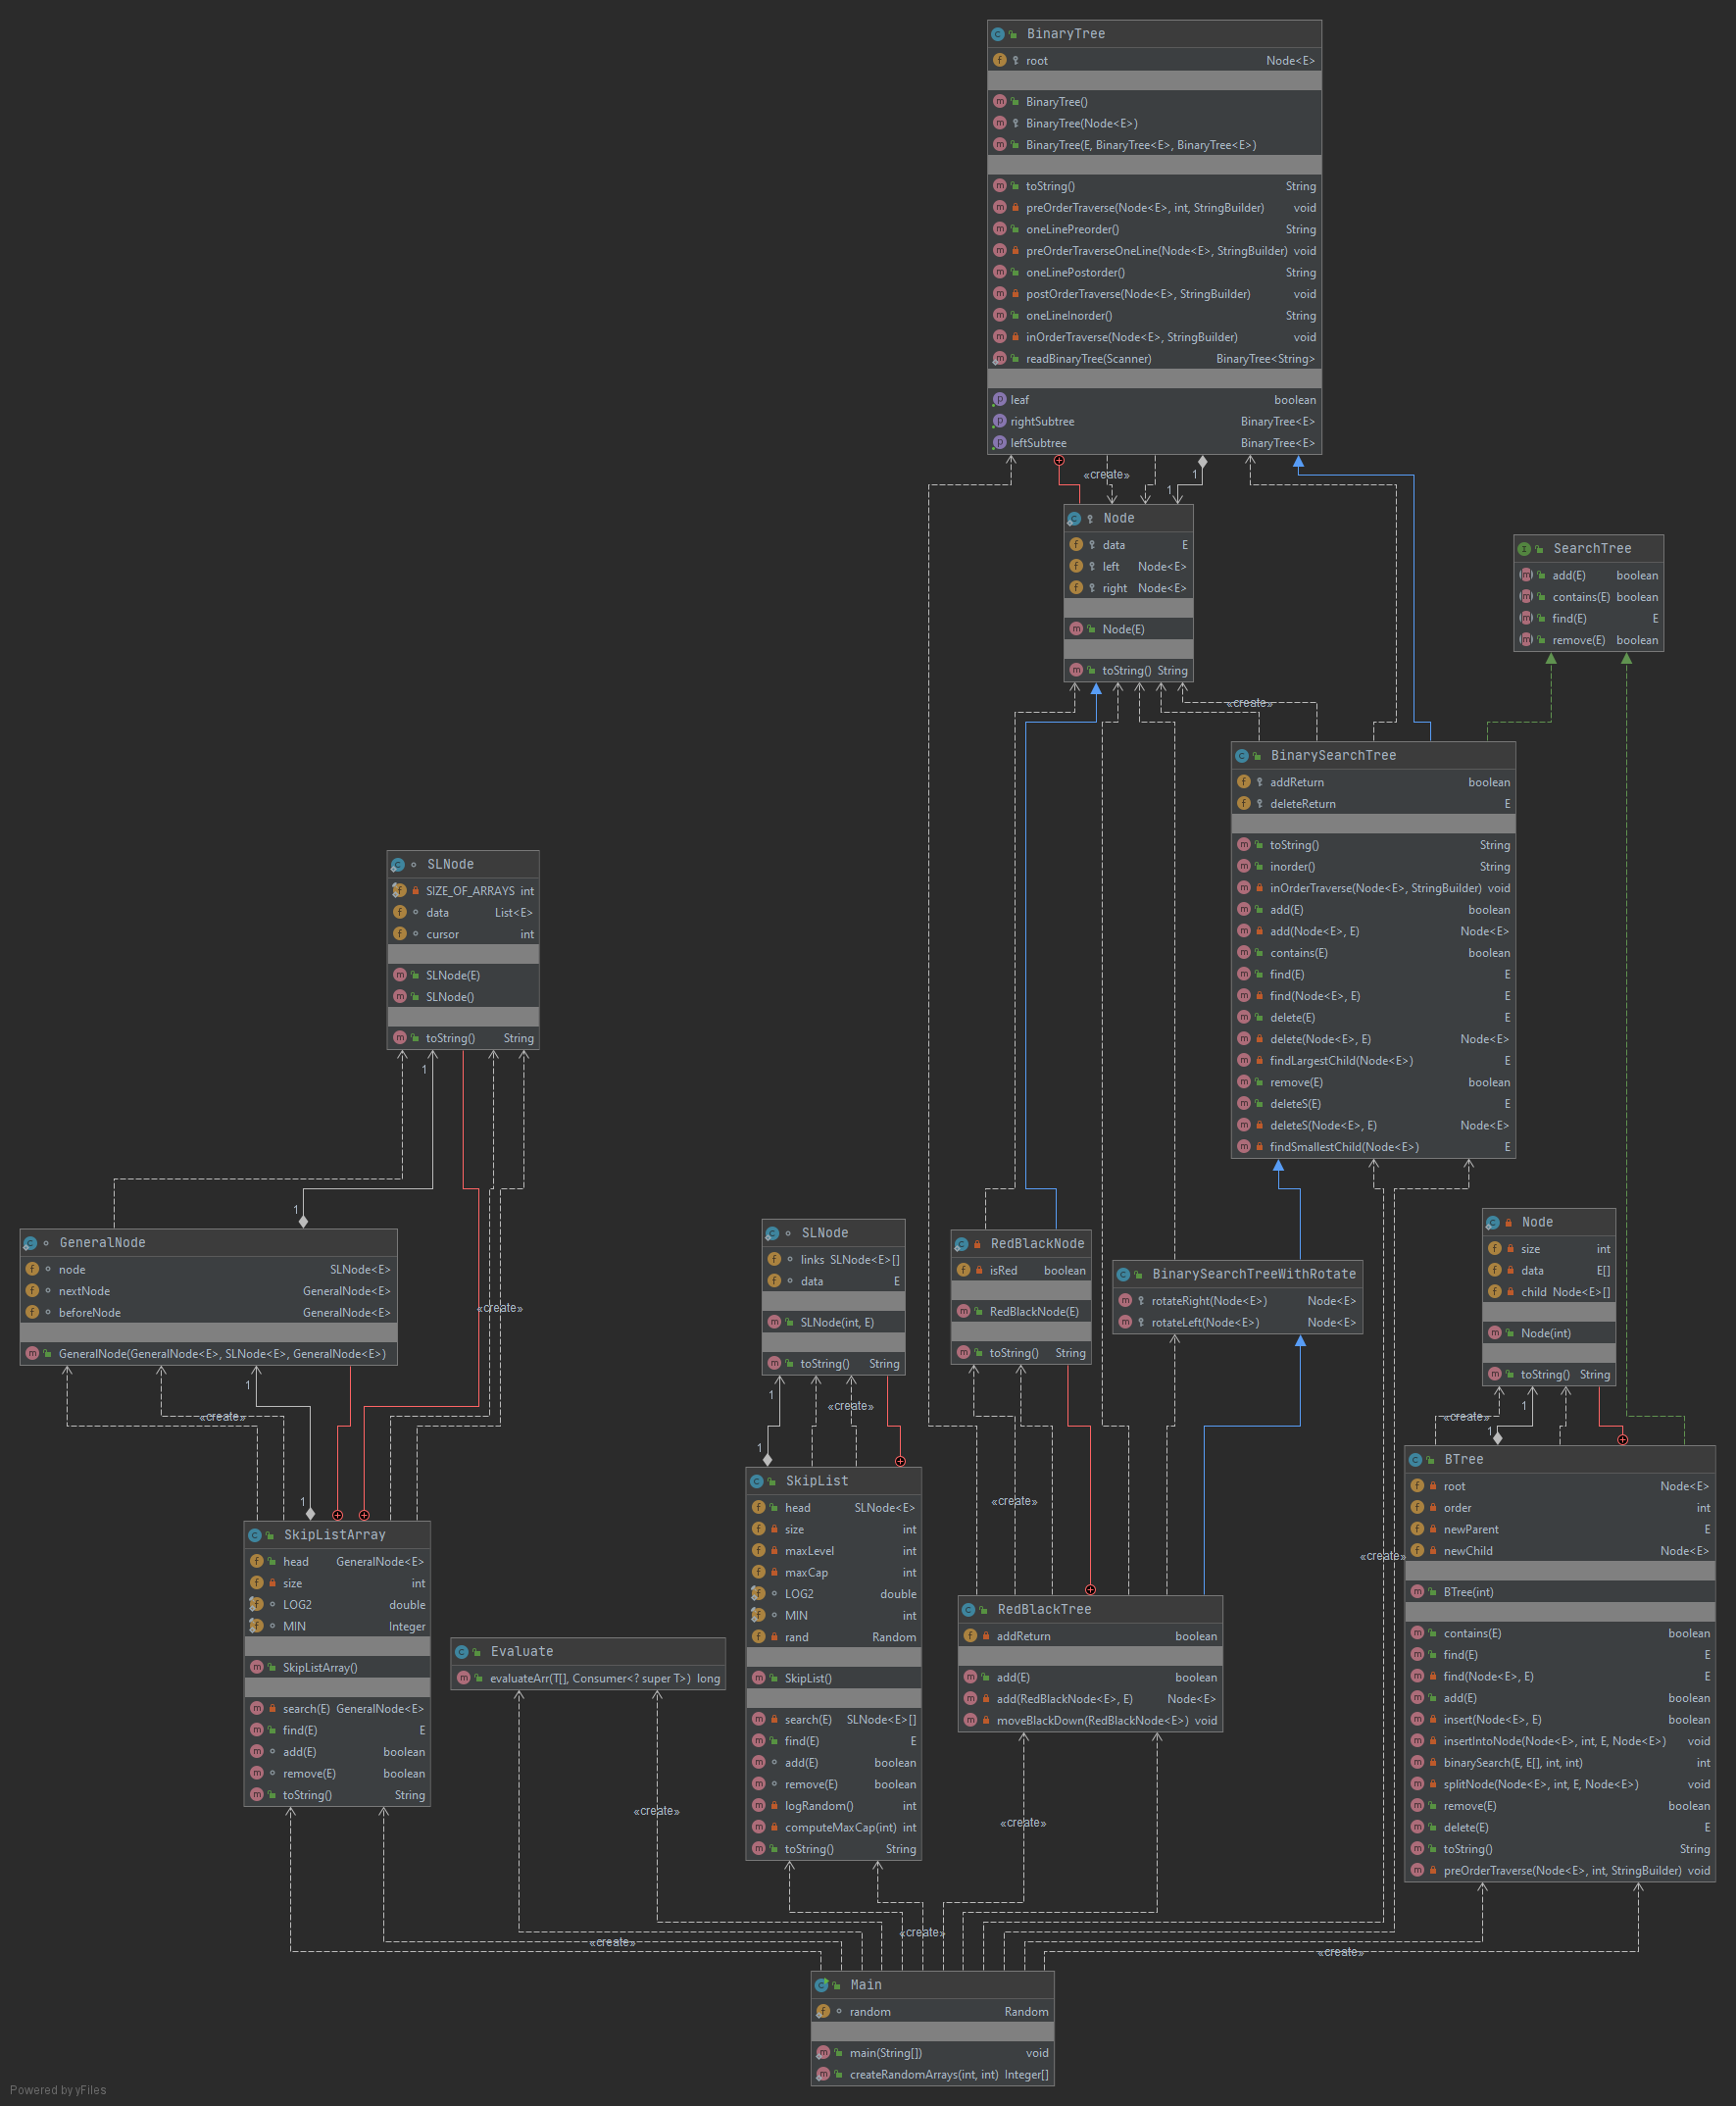 BinaryTree
root Node<E>
BinaryTree()
BinaryTree(Node<E>)
BinaryTree(E, BinaryTree<E>, BinaryTree<E>)
toString() String
preOrderTraverse(Node<E>, int, StringBuilder) void
oneLinePreorder() String
preOrderTraverseOneLine(Node<E>, StringBuilder) void
oneLinePostorder() String
postOrderTraverse(Node<E>, StringBuilder) void
oneLineInorder() String
inOrderTraverse(Node<E>, StringBuilder) void
readBinaryTree(Scanner) BinaryTree<String>
leaf boolean
rightSubtree BinaryTree<E>
leftSubtree BinaryTree<E>
«create»
1
1
Node
data E
left Node<E>
right Node<E>
Node(E)
toString() String
SearchTree
add(E) boolean
contains(E) boolean
find(E) E
remove(E) boolean
«create»
BinarySearchTree
addReturn boolean
deleteReturn E
toString() String
inorder() String
inOrderTraverse(Node<E>, StringBuilder) void
add(E) boolean
add(Node<E>, E) Node<E>
contains(E) boolean
find(E) E
find(Node<E>, E) E
delete(E) E
delete(Node<E>, E) Node<E>
findLargestChild(Node<E>) E
remove(E) boolean
deleteS(E) E
deleteS(Node<E>, E) Node<E>
findSmallestChild(Node<E>) E
SLNode
SIZE_OF_ARRAYS int
data List<E>
cursor int
SLNode(E)
SLNode()
toString() String
1
1
GeneralNode
node SLNode<E>
nextNode GeneralNode<E>
beforeNode GeneralNode<E>
GeneralNode(GeneralNode<E>, SLNode<E>, GeneralNode<E>)
«create»
SLNode
links SLNode<E>[]
data E
SLNode(int, E)
toString() String
RedBlackNode
isRed boolean
RedBlackNode(E)
toString() String
BinarySearchTreeWithRotate
rotateRight(Node<E>) Node<E>
rotateLeft(Node<E>) Node<E>
Node
size int
data E[]
child Node<E>[]
Node(int)
toString() String
1
«create»
1
1
«create»
1
«create»
1
1
SkipListArray
head GeneralNode<E>
size int
LOG2 double
MIN Integer
SkipListArray()
search(E) GeneralNode<E>
find(E) E
add(E) boolean
remove(E) boolean
toString() String
Evaluate
evaluateArr(T[], Consumer<? super T>) long
SkipList
head SLNode<E>
size int
maxLevel int
maxCap int
LOG2 double
MIN int
rand Random
SkipList()
search(E) SLNode<E>[]
find(E) E
add(E) boolean
remove(E) boolean
logRandom() int
computeMaxCap(int) int
toString() String
«create»
RedBlackTree
addReturn boolean
add(E) boolean
add(RedBlackNode<E>, E) Node<E>
moveBlackDown(RedBlackNode<E>) void
«create»
BTree
root Node<E>
order int
newParent E
newChild Node<E>
BTree(int)
contains(E) boolean
find(E) E
find(Node<E>, E) E
add(E) boolean
insert(Node<E>, E) boolean
insertIntoNode(Node<E>, int, E, Node<E>) void
binarySearch(E, E[], int, int) int
splitNode(Node<E>, int, E, Node<E>) void
remove(E) boolean
delete(E) E
toString() String
preOrderTraverse(Node<E>, int, StringBuilder) void
«create»
«create»
«create»
«create»
«create»
Main
random Random
main(String[]) void
createRandomArrays(int, int) Integer[]
Powered by yFiles